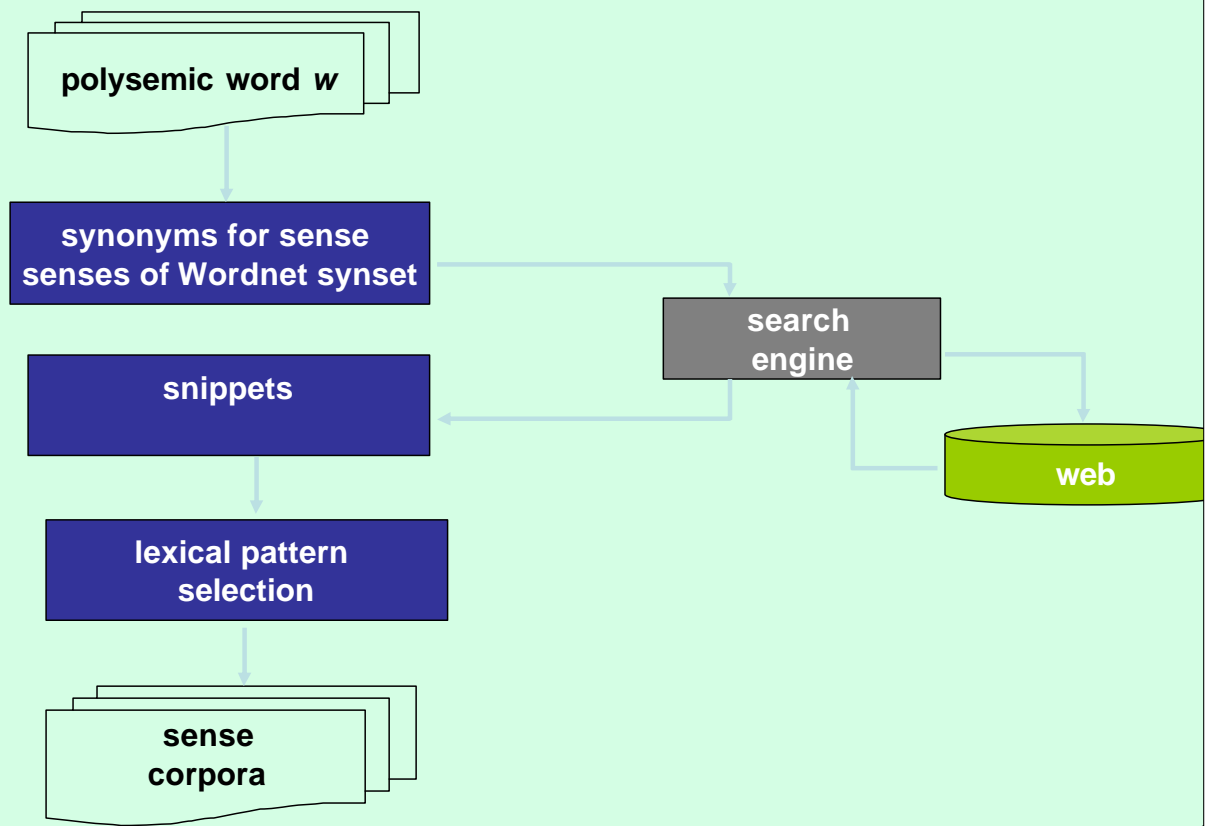 polysemic word w
synonyms for sense
senses of Wordnet synset
search
engine
snippets
web
lexical pattern
selection
sense
corpora